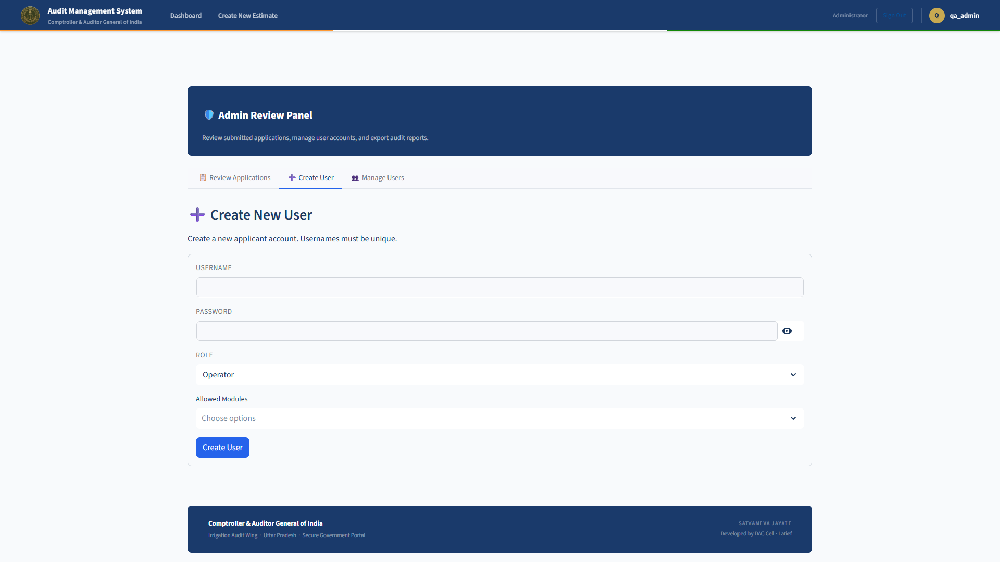 Audit Management System
Comptroller & Auditor General of India
Dashboard
Create New Estimate
Administrator
Sign Out
Q
qa_admin
Admin Review Panel
Review submitted applications, manage user accounts, and export audit reports.
Review Applications
Create User
Manage Users
Create New User
Create a new applicant account. Usernames must be unique.
USERNAME
PASSWORD
ROLE
Operator
Allowed Modules
Choose options
Create User
Comptroller & Auditor General of India
Irrigation Audit Wing · Uttar Pradesh · Secure Government Portal
SATYAMEVA JAYATE
Developed by DAC Cell · Latief